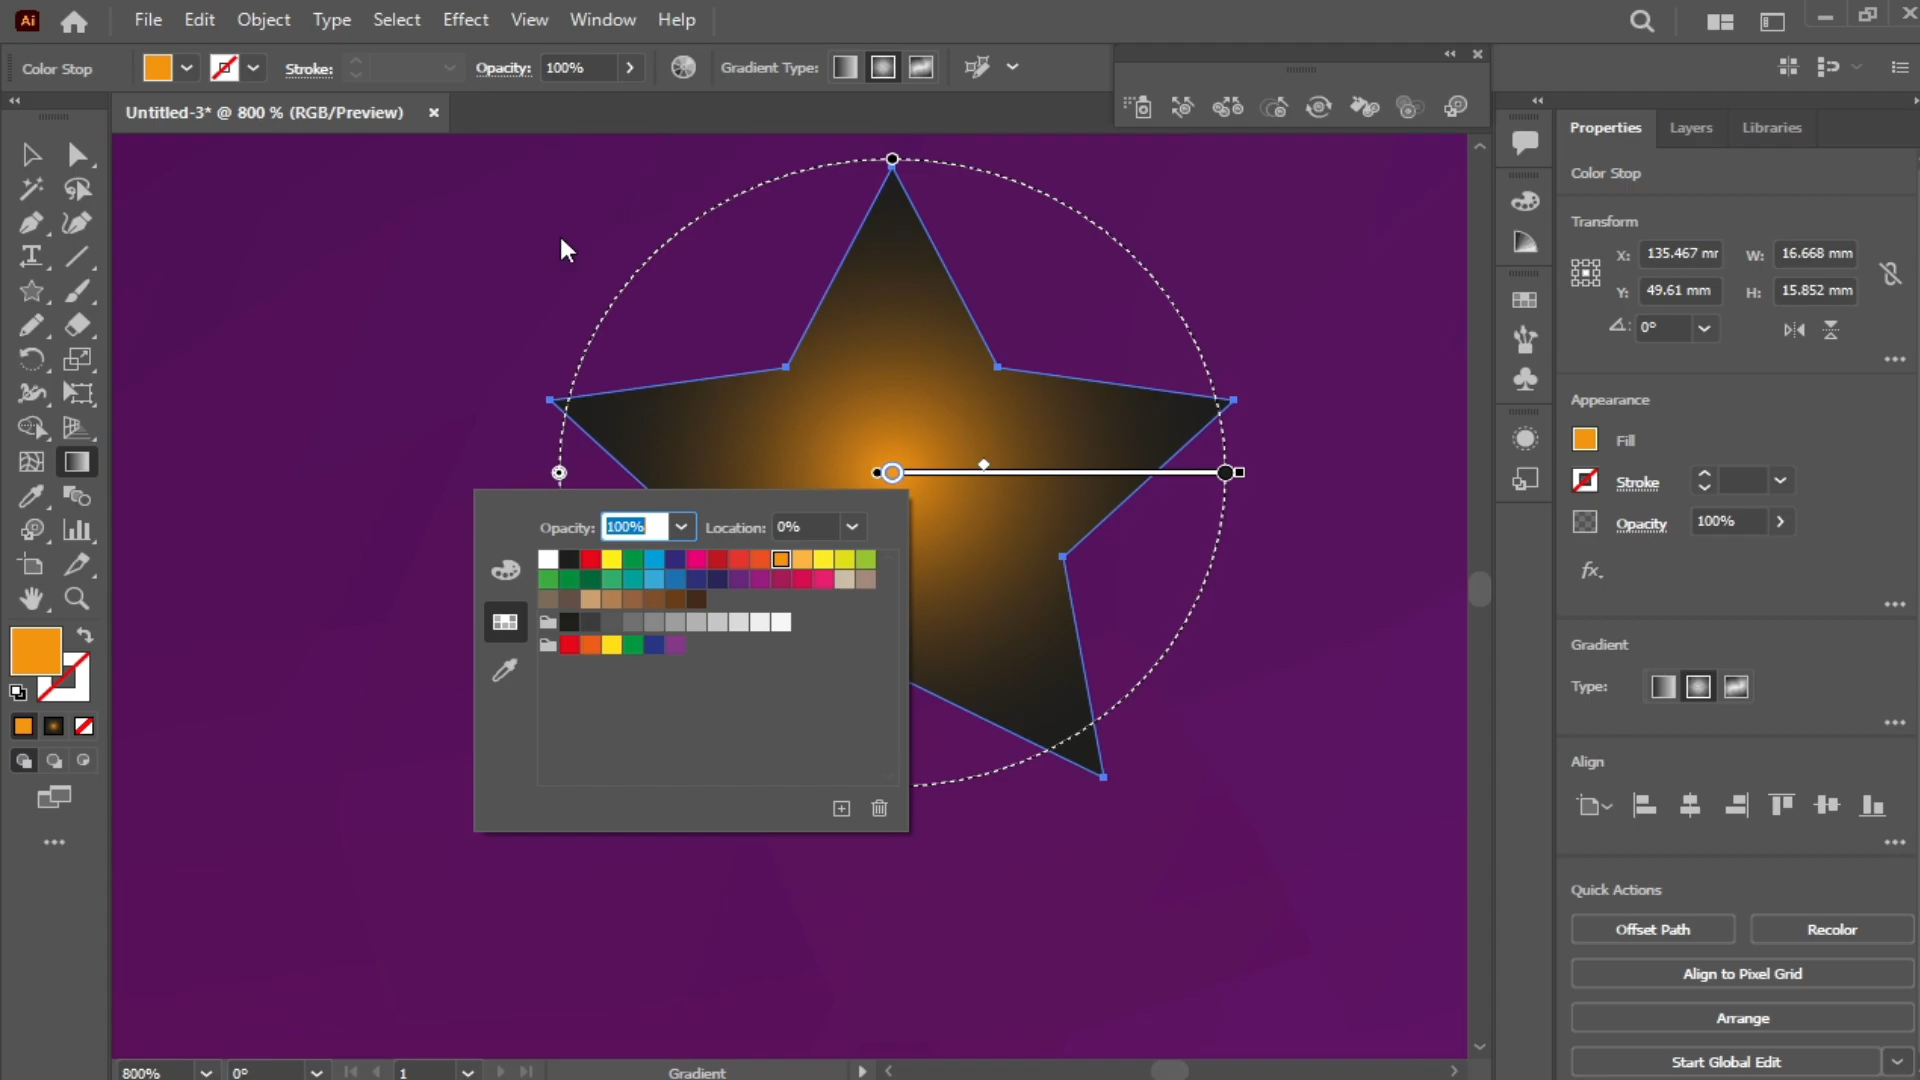 Ai File Edit Object Type Select Effect View Window Help
Color Stop Stroke: Opacity: 100% Gradient Type:
Untitled-3* @ 800 % (RGB/Preview)
Properties Layers Libraries
Color Stop
Transform
X: 135.467 mr W: 16.668 mm
Y: 49.61 mm H: 15.852 mm
0°
Appearance
Fill
Stroke
Opacity 100%
fx.
Gradient
Type:
Align
Quick Actions
Offset Path Recolor
Align to Pixel Grid
Arrange
Start Global Edit
Opacity: 100% Location: 0%
800% 0° 1 Gradient